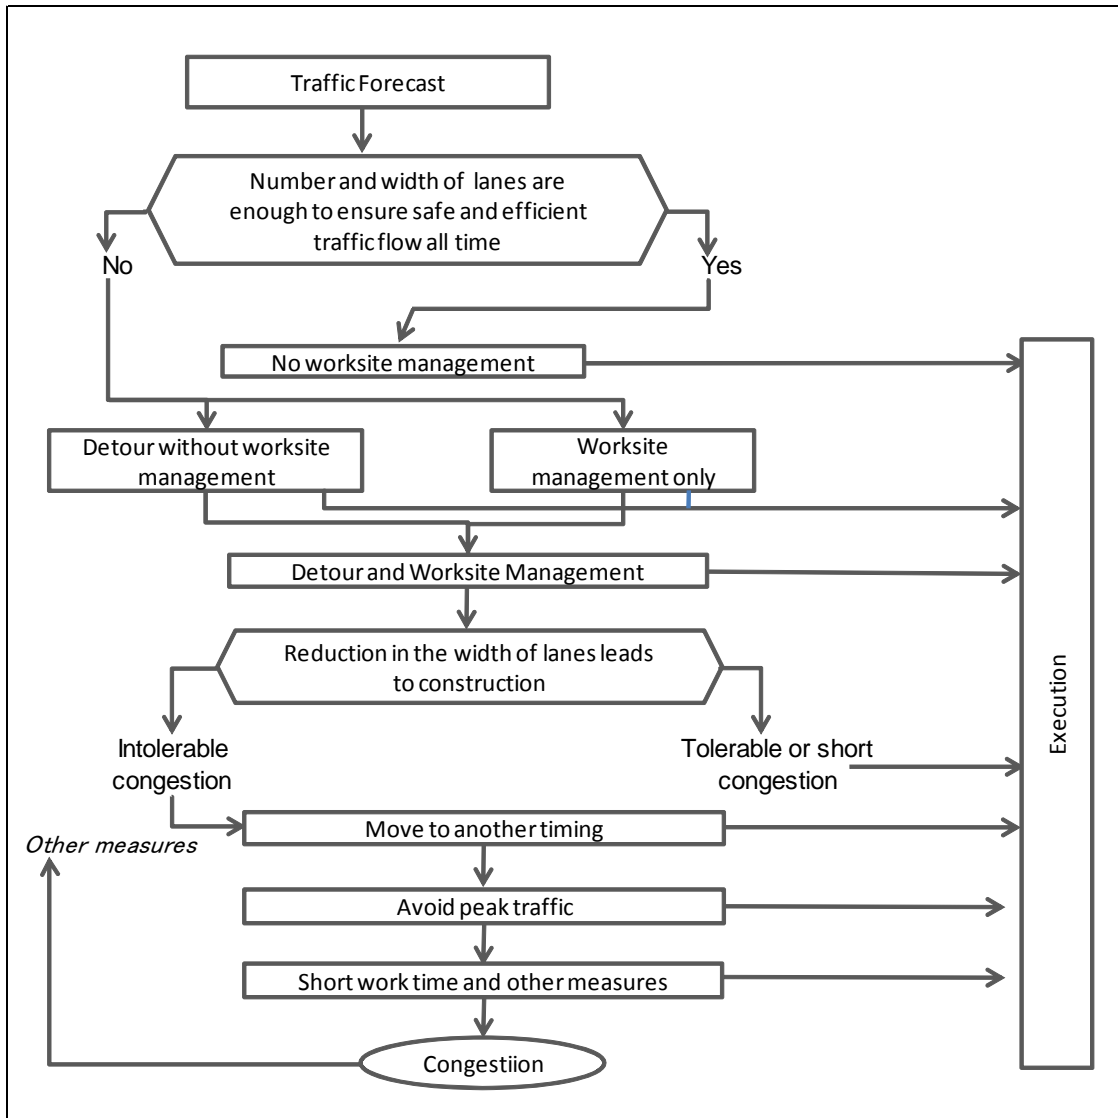 Traffic Forecast
Number and width of lanes are
enough to ensure safe and efficient
traffic flow all time
No
Yes
No worksite management
Detour without worksite
management
Worksite
management only
Detour and Worksite Management
Reduction in the width of lanes leads
to construction
Intolerable
congestion
Tolerable or short
congestion
Execution
Move to another timing
Other measures
Avoid peak traffic
Short work time and other measures
Congestiion